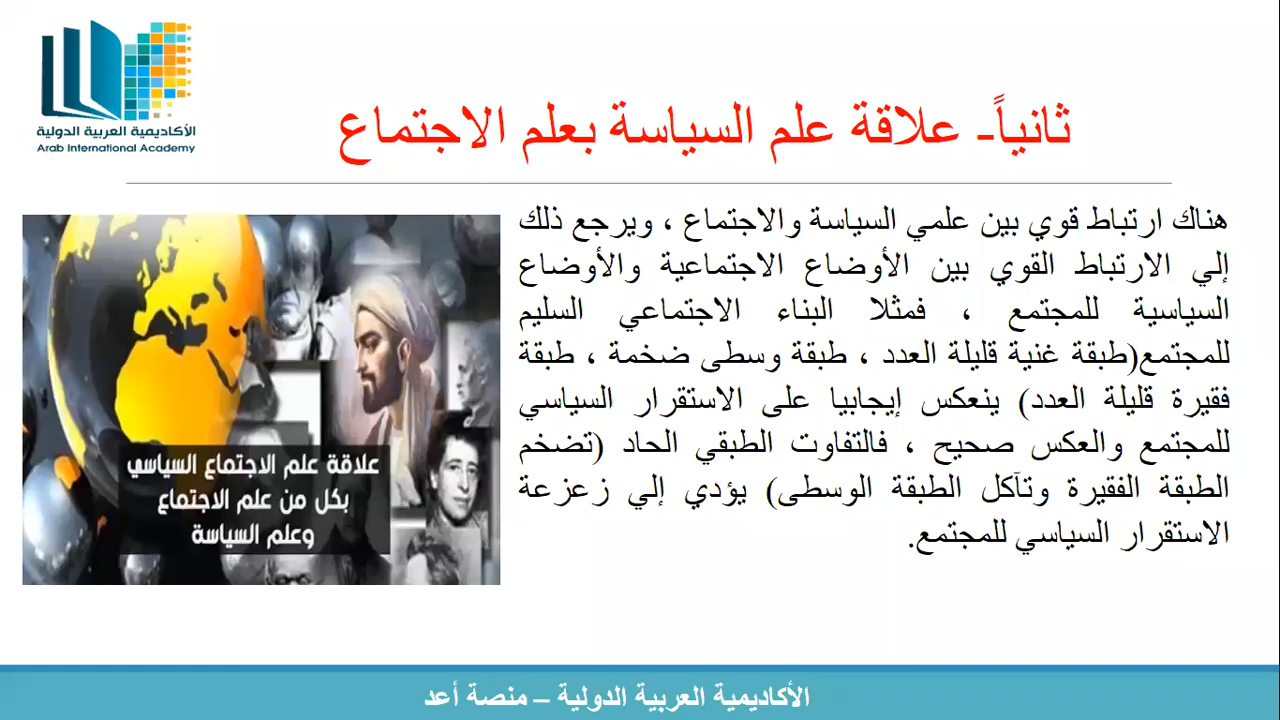 الأكاديمية العربية الدولية
Arab International Academy
ثانياً- علاقة علم السياسة بعلم الاجتماع
هناك ارتباط قوي بين علمي السياسة والاجتماع ، ويرجع ذلك
إلي الارتباط القوي بين الأوضاع الاجتماعية والأوضاع
السياسية للمجتمع ، فمثلا البناء الاجتماعي السليم
للمجتمع(طبقة غنية قليلة العدد ، طبقة وسطى ضخمة ، طبقة
فقيرة قليلة العدد) ينعكس إيجابيا على الاستقرار السياسي
للمجتمع والعكس صحيح ، فالتفاوت الطبقي الحاد (تضخم
الطبقة الفقيرة وتآكل الطبقة الوسطى) يؤدي إلي زعزعة
الاستقرار السياسي للمجتمع.
علاقة علم الاجتماع السياسي
بكل من علم الاجتماع
وعلم السياسة
الأكاديمية العربية الدولية – منصة أعد